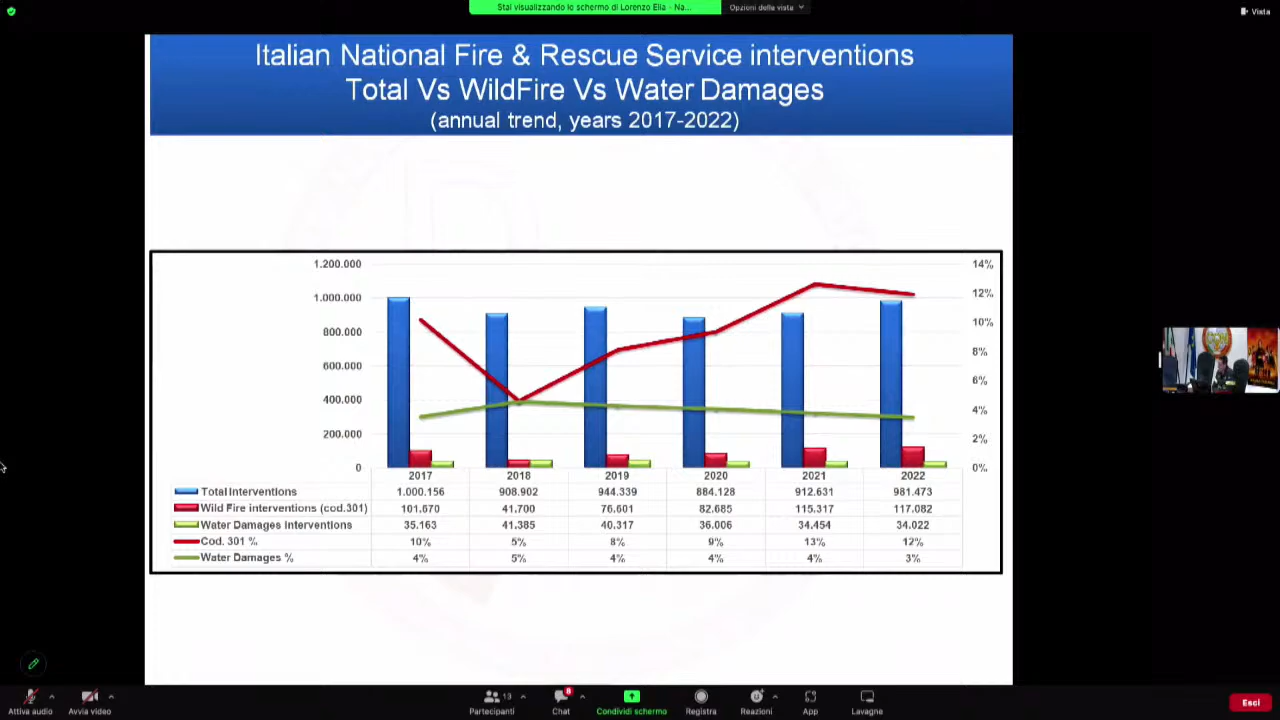 Stai visualizzando lo schermo di Lorenzo Elia - Na...
Opzioni della vista
Vista
Italian National Fire & Rescue Service interventions
Total Vs WildFire Vs Water Damages
(annual trend, years 2017-2022)
1.200.000
14%
1.000.000
12%
800.000
10%
8%
600.000
6%
400.000
4%
200.000
2%
0
0%
2017 2018 2019 2020 2021 2022
Total Interventions 1.000.156 908.902 944.339 884.128 912.631 981.473
Wild Fire interventions (cod.301) 101.670 41.700 76.601 82.685 115.317 117.082
Water Damages Interventions 35.163 41.385 40.317 36.006 34.454 34.022
Cod. 301 % 10% 5% 8% 9% 13% 12%
Water Damages % 4% 5% 4% 4% 4% 3%
13
8
Attiva audio Avvia video Partecipanti Chat Condividi schermo Registra Reazioni App Lavagne Esci